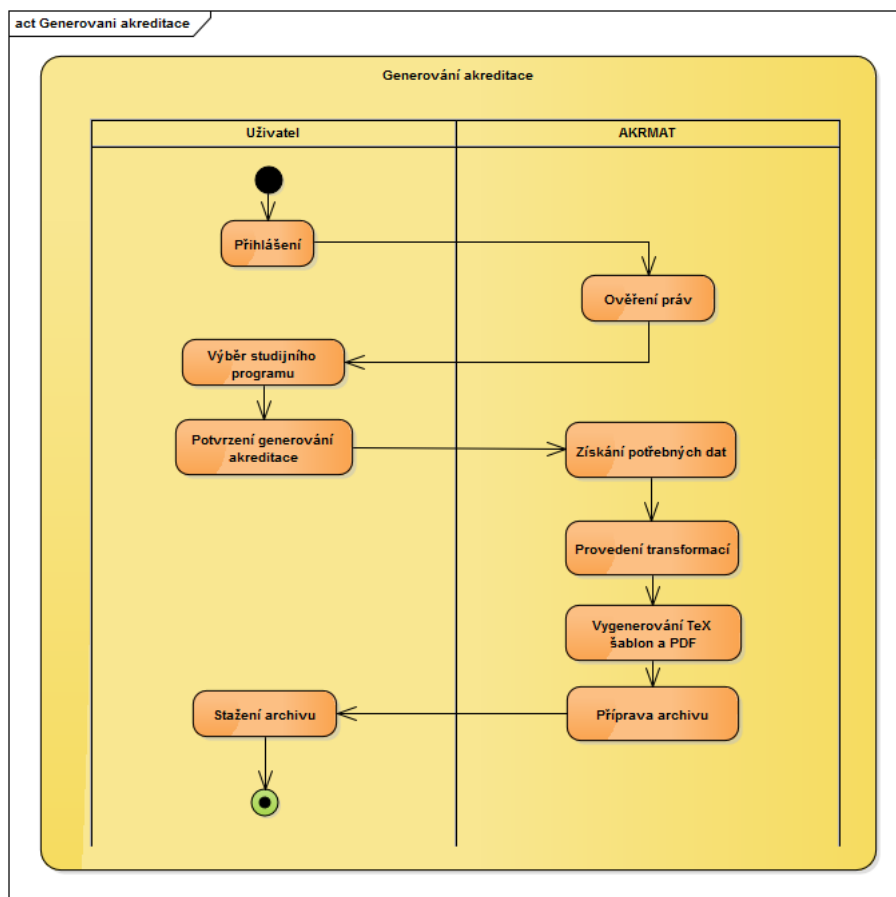 act Generovani akreditace
Generování akreditace
Uživatel
AKRMAT
Přihlášení
Ověření práv
Výběr studijního
programu
Potvrzení generování
akreditace
Získání potřebných dat
Provedení transformací
Vygenerování TeX
šablon a PDF
Stažení archivu
Příprava archivu